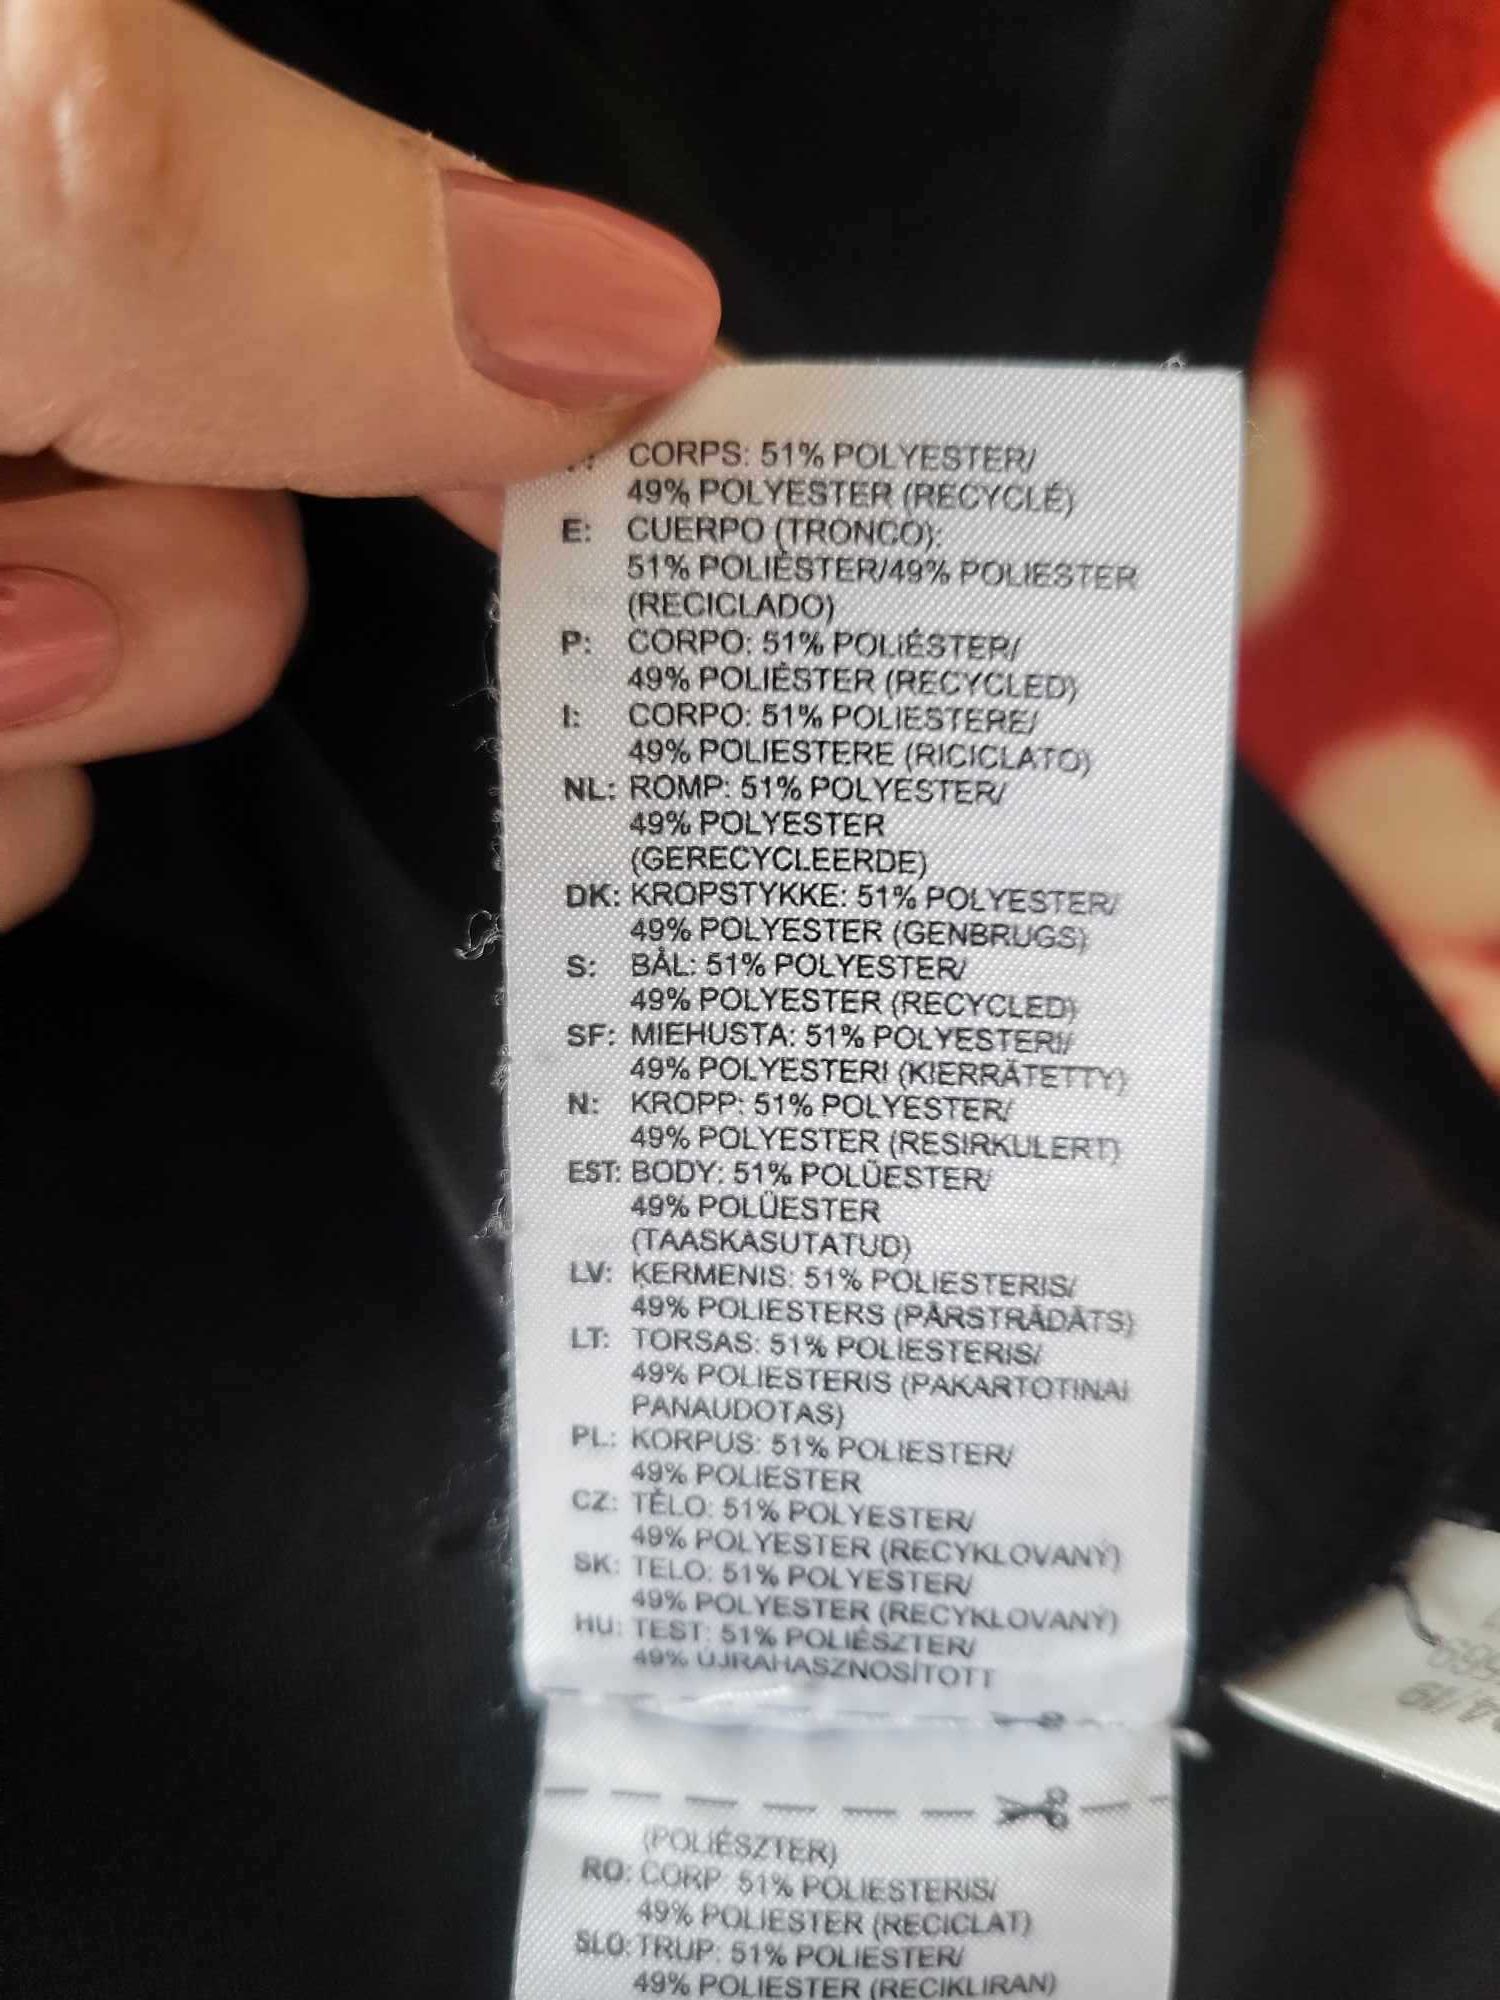 CORPS: 51% POLYESTER/
49% POLYESTER (RECYCLÉ)
E: CUERPO (TRONCO):
51% POLIÉSTER/49% POLIESTER
(RECICLADO)
P: CORPO: 51% POLIÉSTER/
49% POLIÉSTER (RECYCLED)
I: CORPO: 51% POLIESTERE/
49% POLIESTERE (RICICLATO)
NL: ROMP: 51% POLYESTER/
49% POLYESTER
(GERECYCLEERDE)
DK: KROPSTYKKE: 51% POLYESTER/
49% POLYESTER (GENBRUGS)
S: BÅL: 51% POLYESTER/
49% POLYESTER (RECYCLED)
SF: MIEHUSTA: 51% POLYESTERI/
49% POLYESTERI (KIERRÄTETTY)
N: KROPP: 51% POLYESTER/
49% POLYESTER (RESIRKULERT)
EST: BODY: 51% POLÜESTER/
49% POLÜESTER
(TAASKASUTATUD)
LV: ĶERMENIS: 51% POLIESTERIS/
49% POLIESTERS (PĀRSTRĀDĀTS)
LT: TORSAS: 51% POLIESTERIS/
49% POLIESTERIS (PAKARTOTINAI
PANAUDOTAS)
PL: KORPUS: 51% POLIESTER/
49% POLIESTER
CZ: TĚLO: 51% POLYESTER/
49% POLYESTER (RECYKLOVANÝ)
SK: TELO: 51% POLYESTER/
49% POLYESTER (RECYKLOVANÝ)
HU: TEST: 51% POLIÉSZTER/
49% ÚJRAHASZNOSÍTOTT
(POLIÉSZTER)
RO: CORP 51% POLIESTERIS/
49% POLIESTER (RECICLAT)
SLO: TRUP: 51% POLIESTER/
49% POLIESTER (RECIKLIRAN)